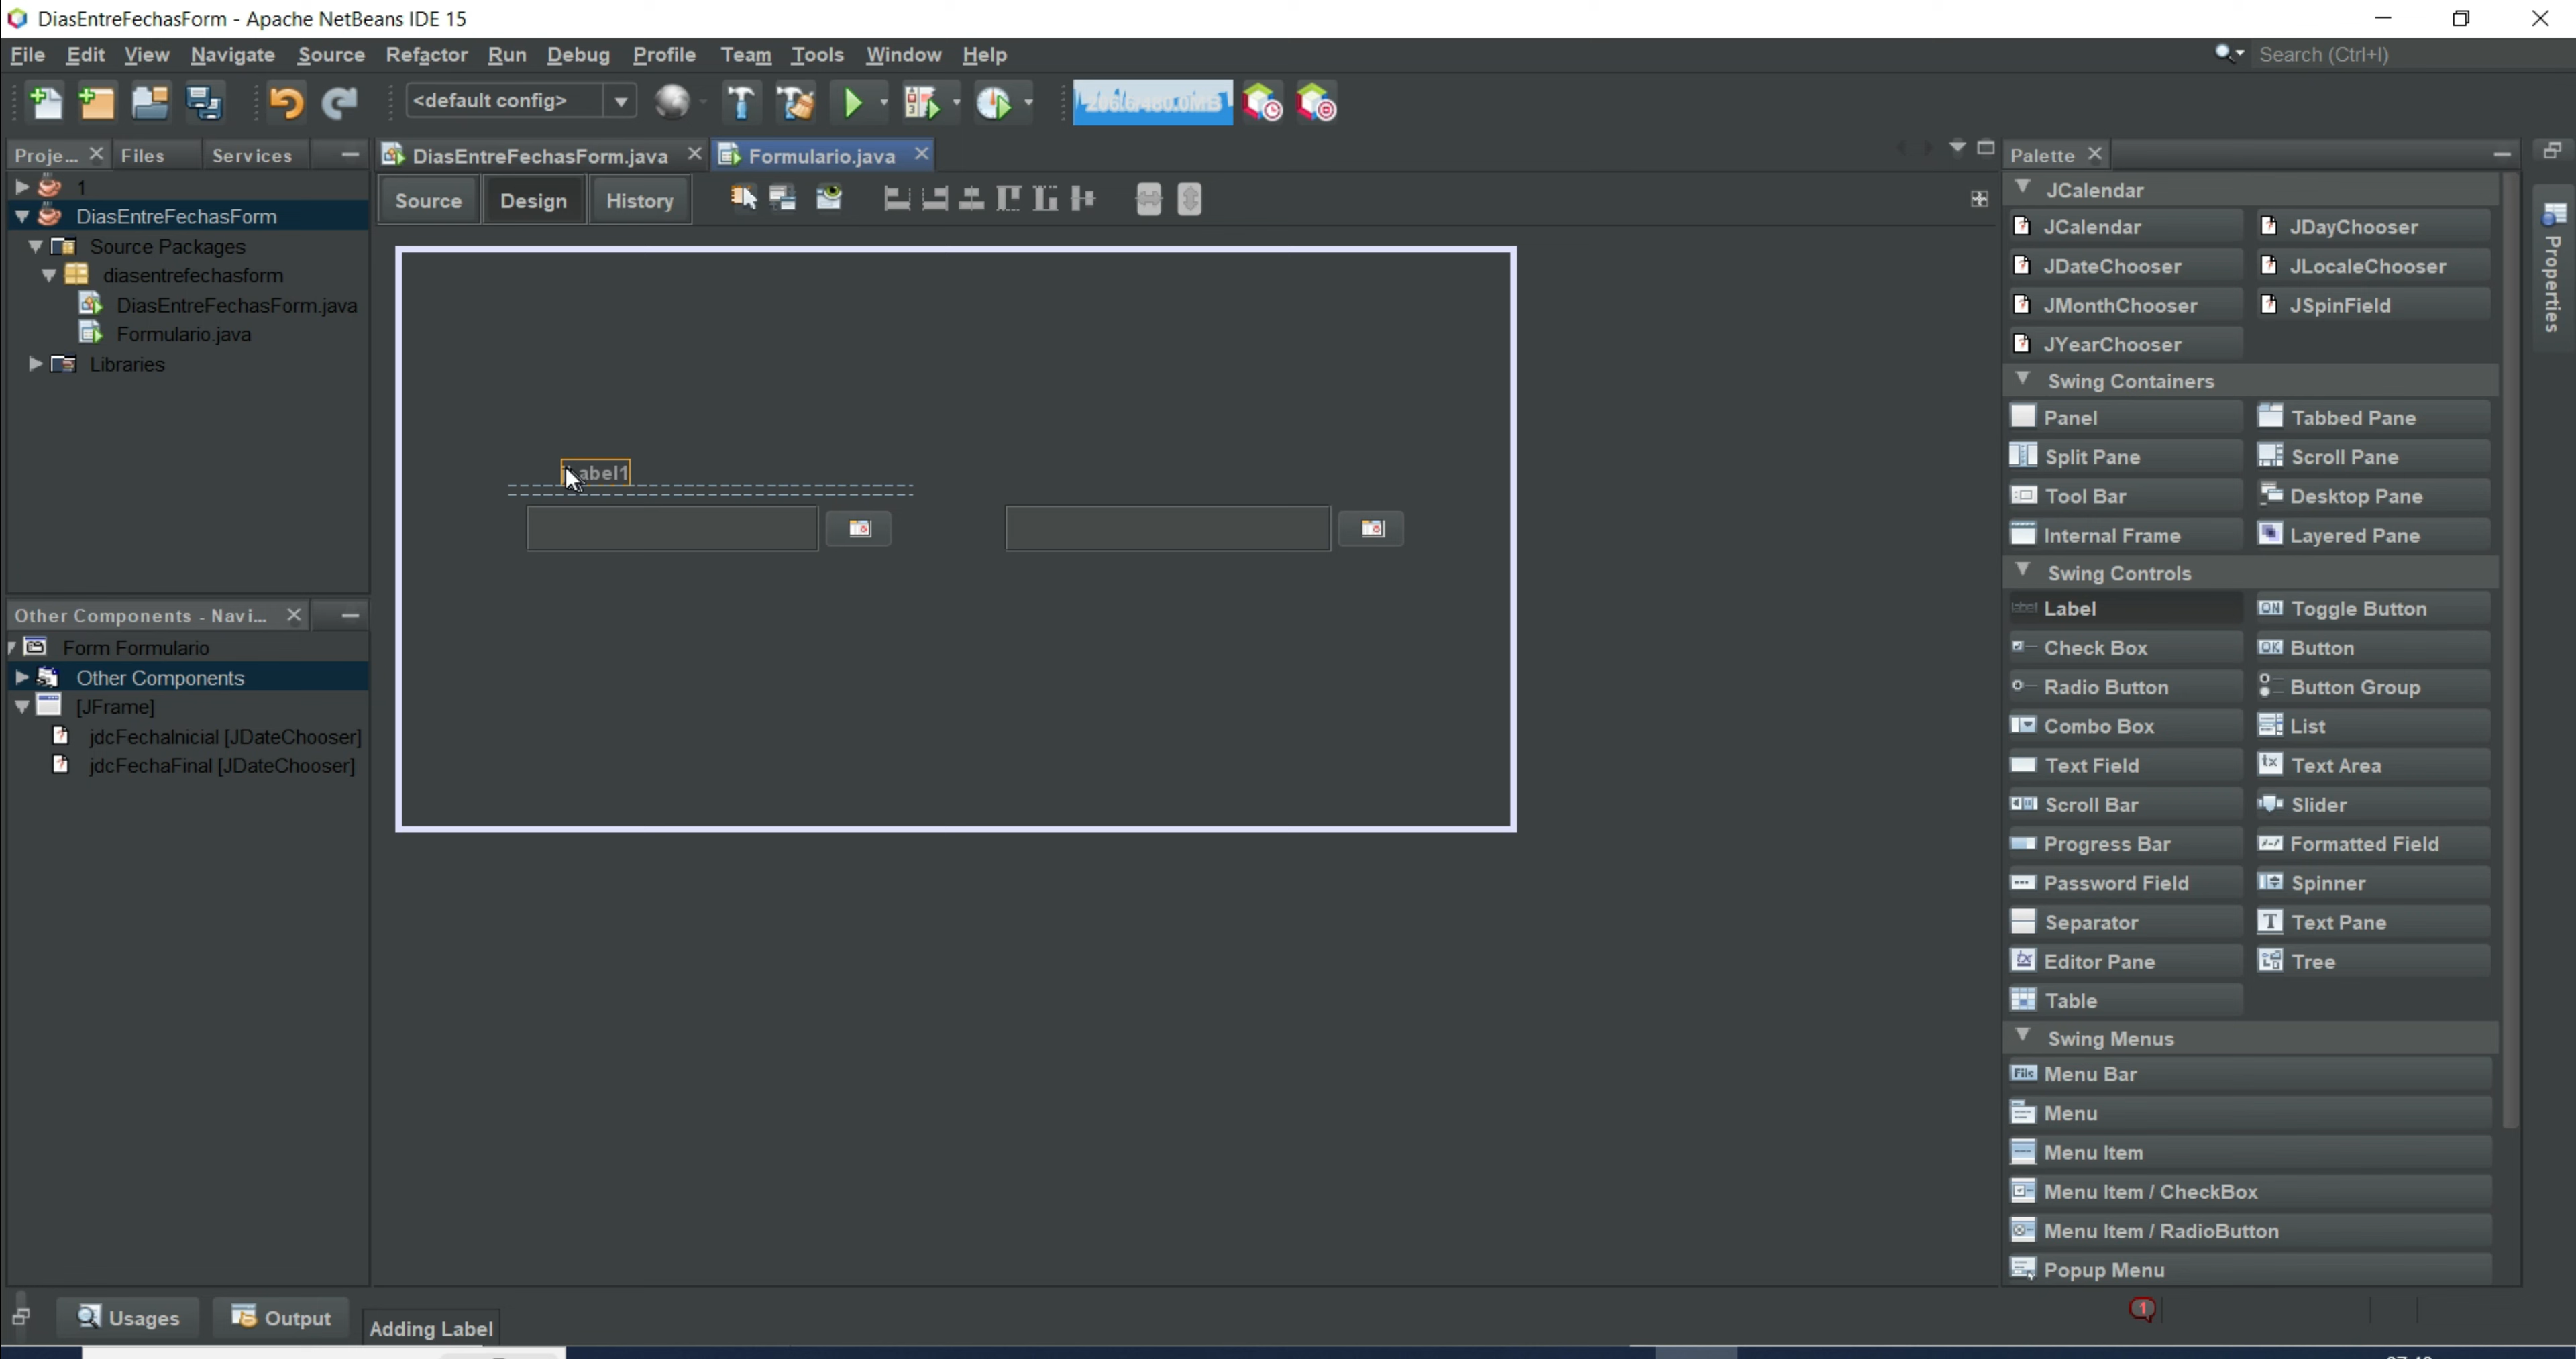 DiasEntreFechasForm - Apache NetBeans IDE 15
File Edit View Navigate Source Refactor Run Debug Profile Team Tools Window Help
Search (Ctrl+I)
<default config>
Proje... Files Services
DiasEntreFechasForm.java Formulario.java
Palette
Source Design History
1
DiasEntreFechasForm
Source Packages
diasentrefechasform
DiasEntreFechasForm.java
Formulario.java
Libraries
Other Components - Navi...
Form Formulario
Other Components
[JFrame]
jdcFechaInicial [JDateChooser]
jdcFechaFinal [JDateChooser]
JCalendar
JCalendar JDayChooser
JDateChooser JLocaleChooser
JMonthChooser JSpinField
JYearChooser
Swing Containers
Panel Tabbed Pane
Split Pane Scroll Pane
Tool Bar Desktop Pane
Internal Frame Layered Pane
Swing Controls
Label Toggle Button
Check Box Button
Radio Button Button Group
Combo Box List
Text Field Text Area
Scroll Bar Slider
Progress Bar Formatted Field
Password Field Spinner
Separator Text Pane
Editor Pane Tree
Table
Swing Menus
Menu Bar
Menu
Menu Item
Menu Item / CheckBox
Menu Item / RadioButton
Popup Menu
Properties
Usages Output Adding Label
1